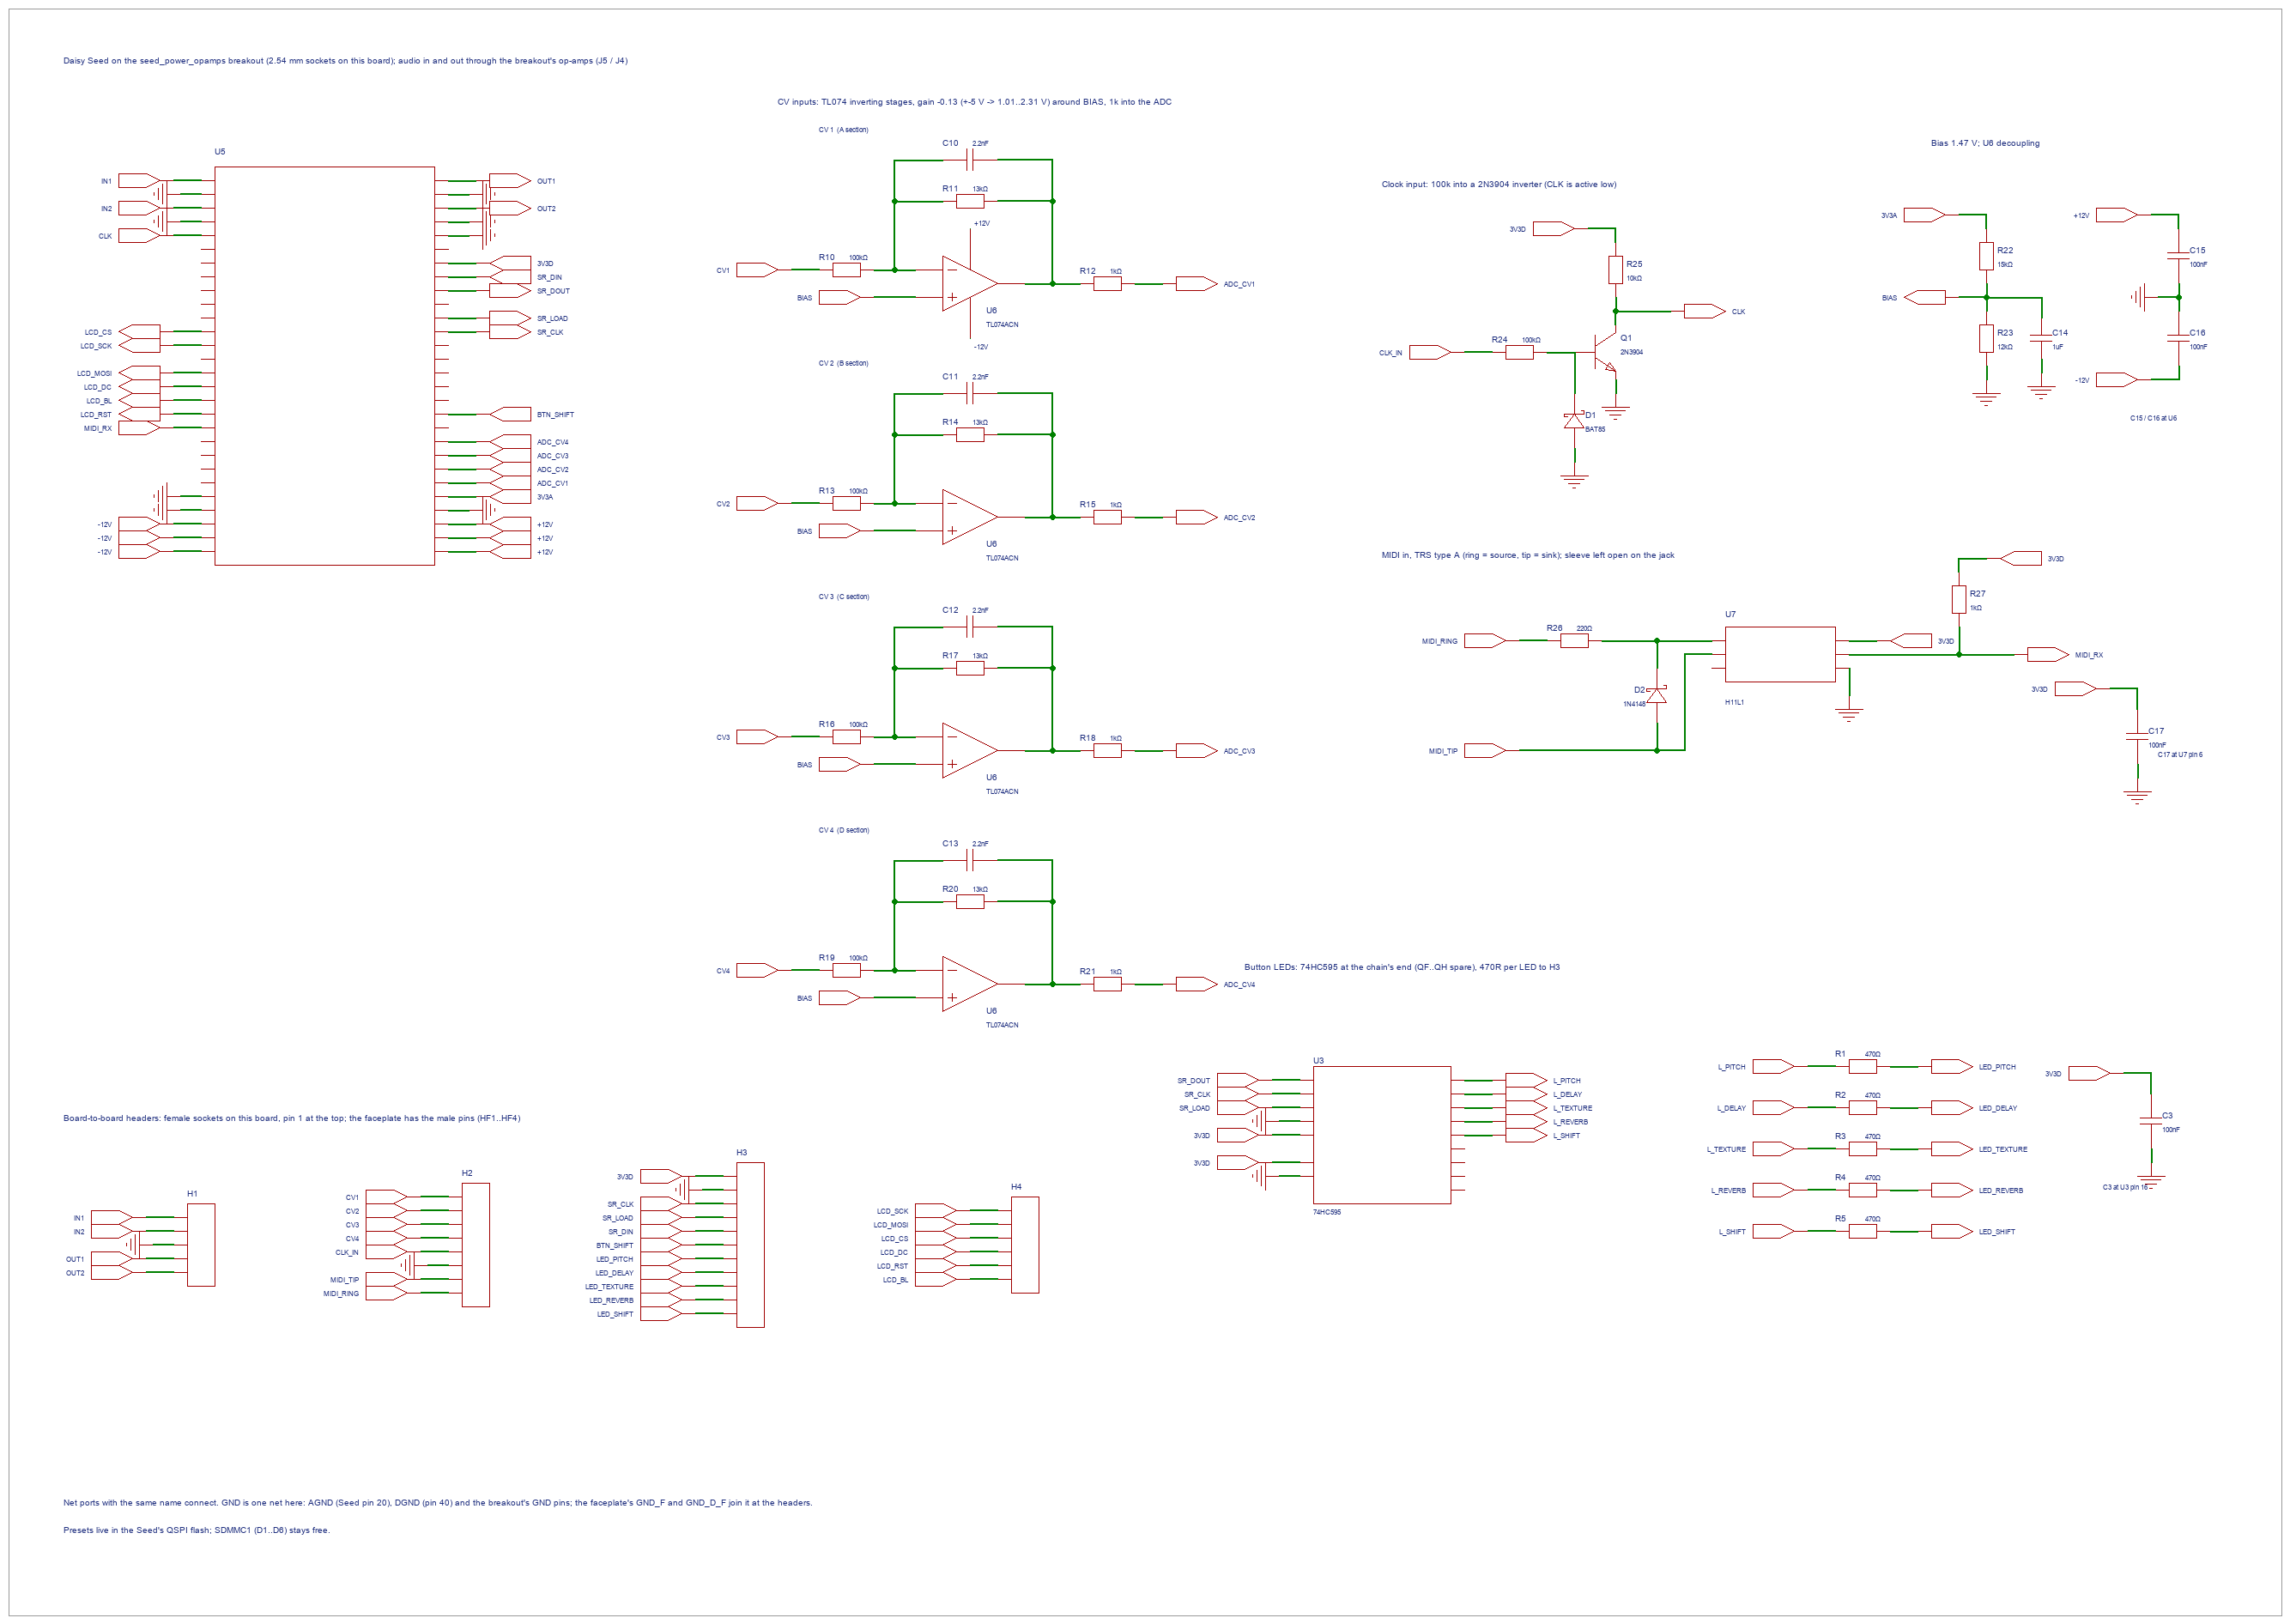 Daisy Seed on the seed_power_opamps breakout (2.54 mm sockets on this board); audio in and out through the breakout's op-amps (J5 / J4)
U5
IN1
IN2
CLK
LCD_CS
LCD_SCK
LCD_MOSI
LCD_DC
LCD_BL
LCD_RST
MIDI_RX
-12V
-12V
-12V
OUT1
OUT2
3V3D
SR_DIN
SR_DOUT
SR_LOAD
SR_CLK
BTN_SHIFT
ADC_CV4
ADC_CV3
ADC_CV2
ADC_CV1
3V3A
+12V
+12V
+12V
CV inputs: TL074 inverting stages, gain -0.13 (+-5 V -> 1.01..2.31 V) around BIAS, 1k into the ADC
CV 1 (A section)
C10 2.2nF
R11 13kΩ
+12V
CV1
R10 100kΩ
BIAS
R12 1kΩ
ADC_CV1
U6
TL074ACN
-12V
CV 2 (B section)
C11 2.2nF
R14 13kΩ
CV2
R13 100kΩ
BIAS
R15 1kΩ
ADC_CV2
U6
TL074ACN
CV 3 (C section)
C12 2.2nF
R17 13kΩ
CV3
R16 100kΩ
BIAS
R18 1kΩ
ADC_CV3
U6
TL074ACN
CV 4 (D section)
C13 2.2nF
R20 13kΩ
CV4
R19 100kΩ
BIAS
R21 1kΩ
ADC_CV4
U6
TL074ACN
Clock input: 100k into a 2N3904 inverter (CLK is active low)
3V3D
R25
10kΩ
CLK
CLK_IN
R24 100kΩ
Q1
2N3904
D1
BAT85
Bias 1.47 V; U6 decoupling
3V3A
R22
15kΩ
BIAS
R23
12kΩ
C14
1uF
+12V
C15
100nF
C16
100nF
-12V
C15 / C16 at U6
MIDI in, TRS type A (ring = source, tip = sink); sleeve left open on the jack
3V3D
R27
1kΩ
MIDI_RING
R26 220Ω
U7
3V3D
MIDI_RX
D2
1N4148
H11L1
MIDI_TIP
3V3D
C17
100nF
C17 at U7 pin 6
Button LEDs: 74HC595 at the chain's end (QF..QH spare), 470R per LED to H3
U3
SR_DOUT
SR_CLK
SR_LOAD
3V3D
3V3D
L_PITCH
L_DELAY
L_TEXTURE
L_REVERB
L_SHIFT
74HC595
L_PITCH R1 470Ω LED_PITCH
L_DELAY R2 470Ω LED_DELAY
L_TEXTURE R3 470Ω LED_TEXTURE
L_REVERB R4 470Ω LED_REVERB
L_SHIFT R5 470Ω LED_SHIFT
3V3D
C3
100nF
C3 at U3 pin 16
Board-to-board headers: female sockets on this board, pin 1 at the top; the faceplate has the male pins (HF1..HF4)
H1
IN1
IN2
OUT1
OUT2
H2
CV1
CV2
CV3
CV4
CLK_IN
MIDI_TIP
MIDI_RING
H3
3V3D
SR_CLK
SR_LOAD
SR_DIN
BTN_SHIFT
LED_PITCH
LED_DELAY
LED_TEXTURE
LED_REVERB
LED_SHIFT
H4
LCD_SCK
LCD_MOSI
LCD_CS
LCD_DC
LCD_RST
LCD_BL
Net ports with the same name connect. GND is one net here: AGND (Seed pin 20), DGND (pin 40) and the breakout's GND pins; the faceplate's GND_F and GND_D_F join it at the headers.
Presets live in the Seed's QSPI flash; SDMMC1 (D1..D6) stays free.